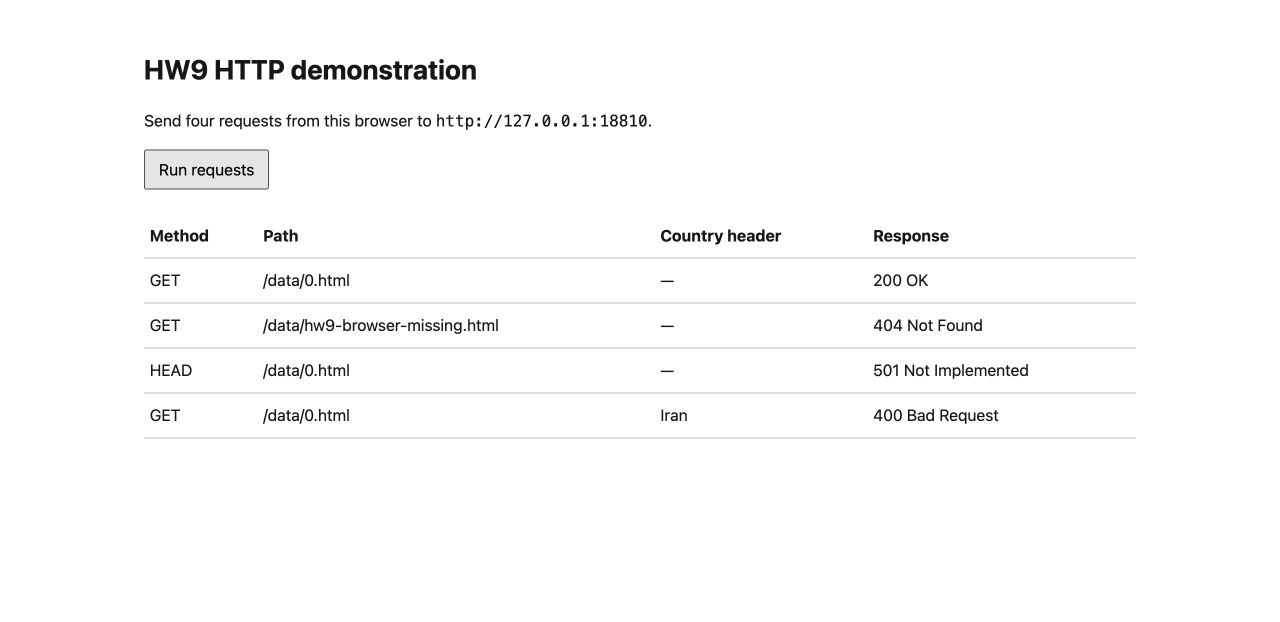 HW9 HTTP demonstration
Send four requests from this browser to http://127.0.0.1:18810.
Run requests
Method Path Country header Response
GET /data/0.html — 200 OK
GET /data/hw9-browser-missing.html — 404 Not Found
HEAD /data/0.html — 501 Not Implemented
GET /data/0.html Iran 400 Bad Request